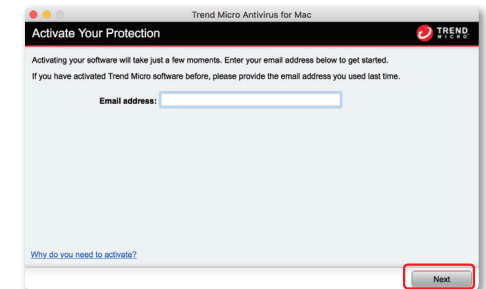 Trend Micro Antivirus for Mac
Activate Your Protection
TREND
MICRO
Activating your software will take just a few moments. Enter your email address below to get started.
If you have activated Trend Micro software before, please provide the email address you used last time.
Email address:
Why do you need to activate?
Next